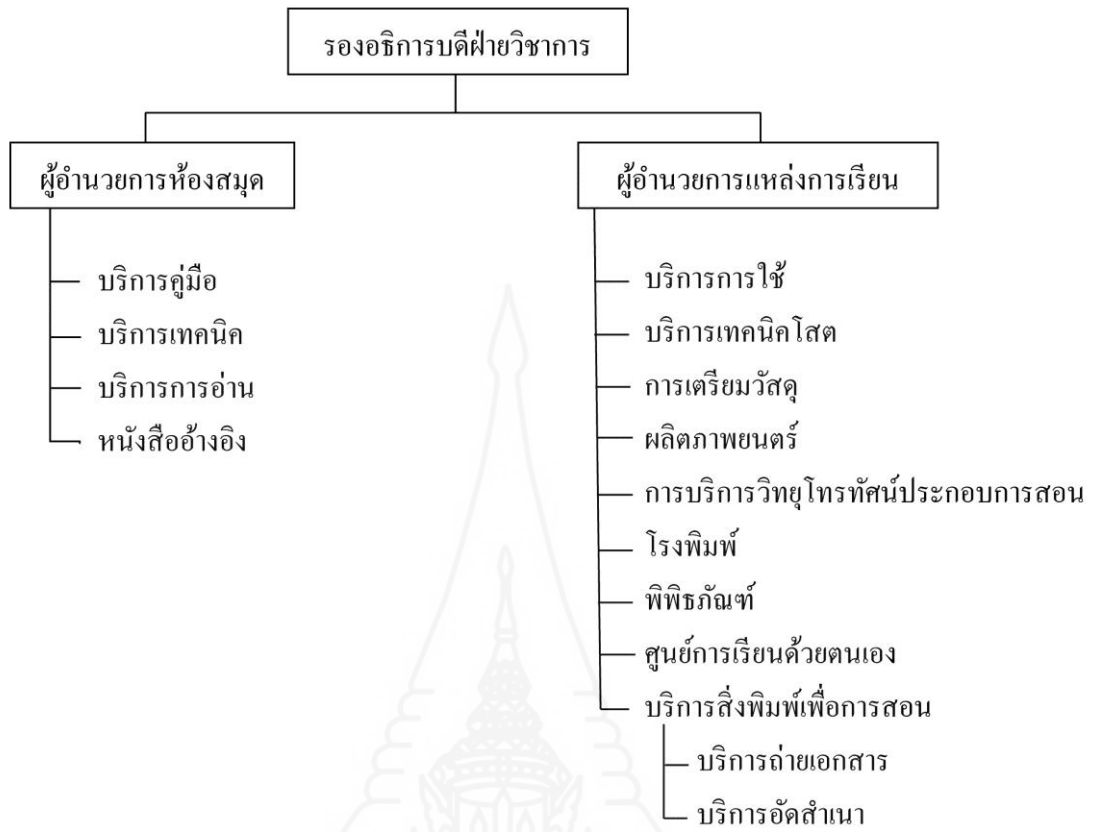 รองอธิการบดีฝ่ายวิชาการ
ผู้อำนวยการห้องสมุด
บริการคู่มือ
บริการเทคนิค
บริการการอ่าน
หนังสืออ้างอิง
ผู้อำนวยการแหล่งการเรียน
บริการการใช้
บริการเทคนิคโสต
การเตรียมวัสดุ
ผลิตภาพยนตร์
การบริการวิทยุโทรทัศน์ประกอบการสอน
โรงพิมพ์
พิพิธภัณฑ์
ศูนย์การเรียนด้วยตนเอง
บริการสิ่งพิมพ์เพื่อการสอน
บริการถ่ายเอกสาร
บริการอัดสำเนา